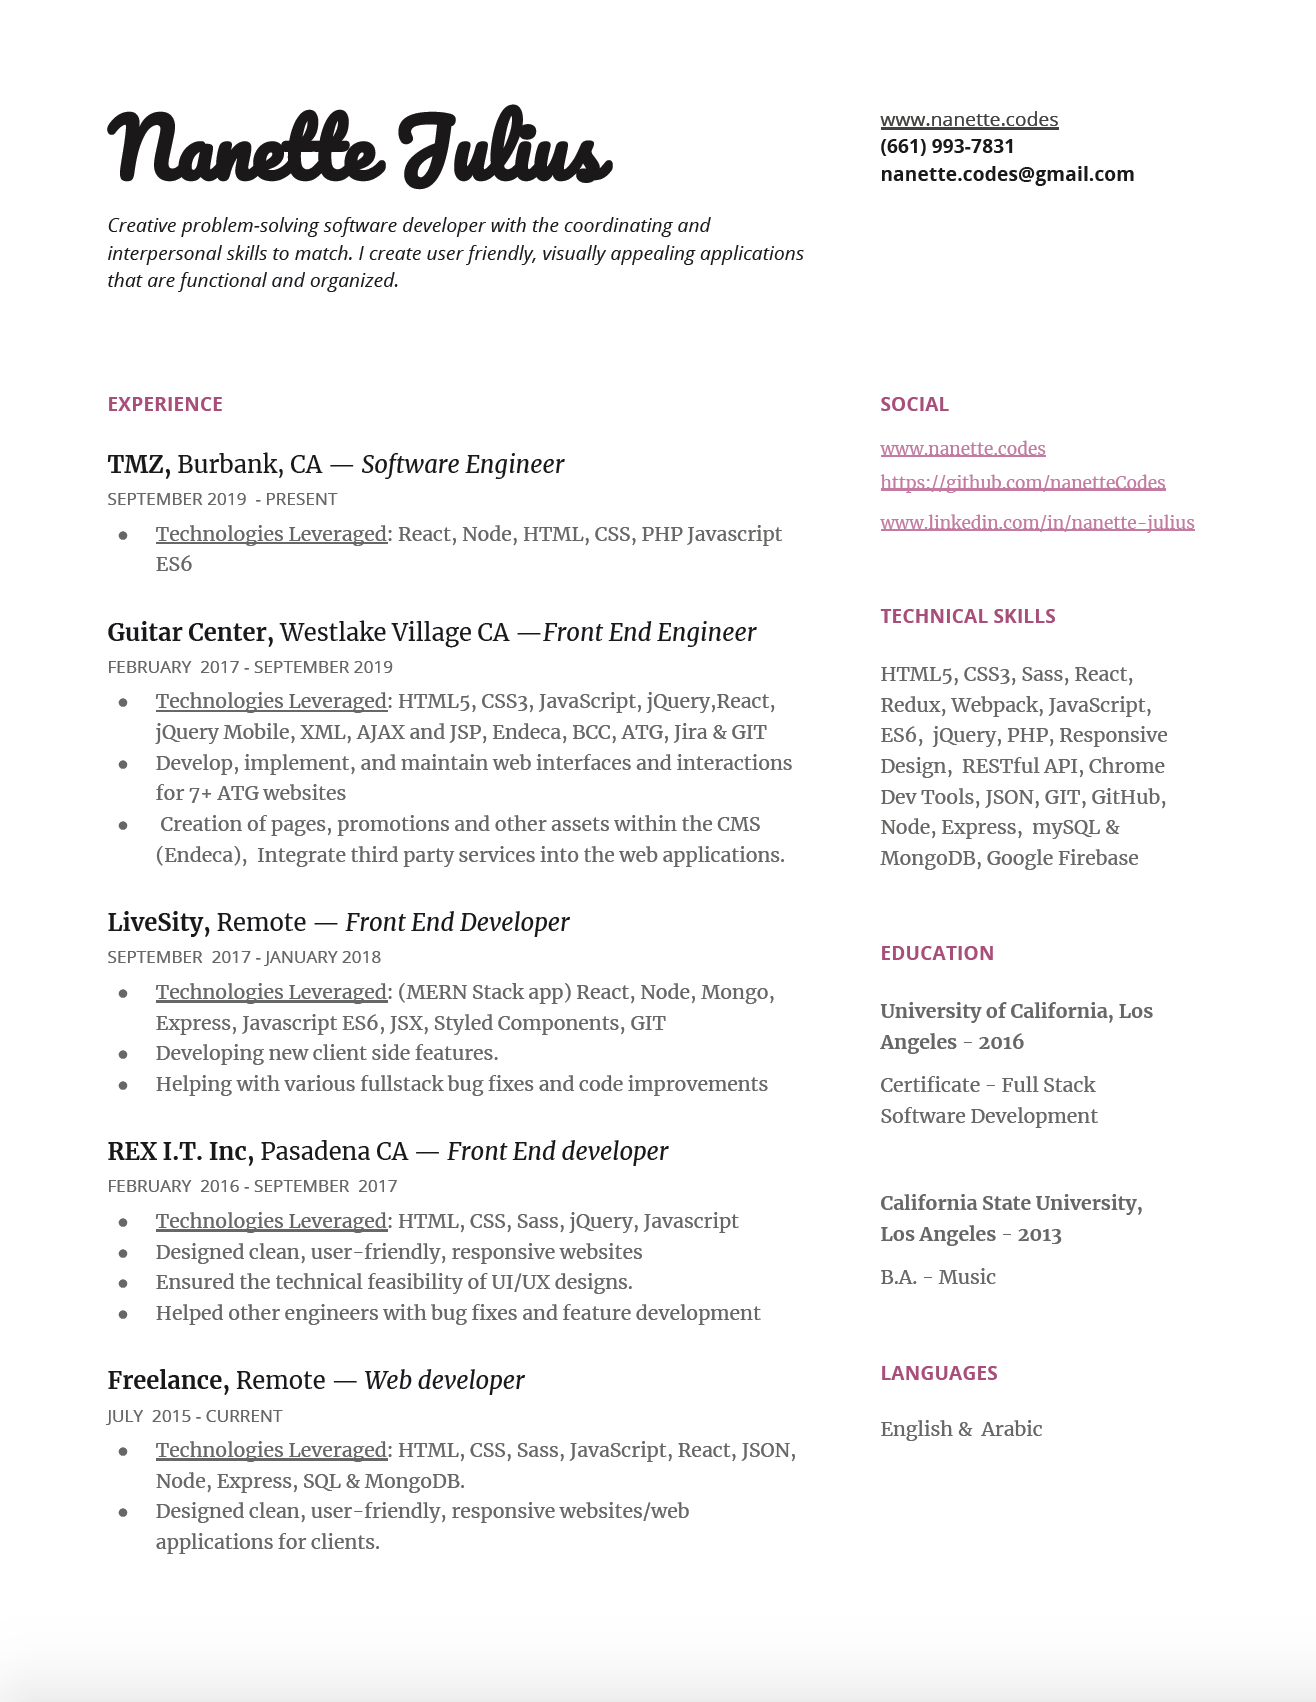 Nanette Julius
Creative problem-solving software developer with the coordinating and
interpersonal skills to match. I create user friendly, visually appealing applications
that are functional and organized.
www.nanette.codes
(661) 993-7831
nanette.codes@gmail.com
EXPERIENCE
TMZ, Burbank, CA — Software Engineer
SEPTEMBER 2019 - PRESENT
● Technologies Leveraged: React, Node, HTML, CSS, PHP Javascript
ES6
Guitar Center, Westlake Village CA —Front End Engineer
FEBRUARY 2017 - SEPTEMBER 2019
● Technologies Leveraged: HTML5, CSS3, JavaScript, jQuery,React,
jQuery Mobile, XML, AJAX and JSP, Endeca, BCC, ATG, Jira & GIT
● Develop, implement, and maintain web interfaces and interactions
for 7+ ATG websites
● Creation of pages, promotions and other assets within the CMS
(Endeca), Integrate third party services into the web applications.
LiveSity, Remote — Front End Developer
SEPTEMBER 2017 - JANUARY 2018
● Technologies Leveraged: (MERN Stack app) React, Node, Mongo,
Express, Javascript ES6, JSX, Styled Components, GIT
● Developing new client side features.
● Helping with various fullstack bug fixes and code improvements
REX I.T. Inc, Pasadena CA — Front End developer
FEBRUARY 2016 - SEPTEMBER 2017
● Technologies Leveraged: HTML, CSS, Sass, jQuery, Javascript
● Designed clean, user-friendly, responsive websites
● Ensured the technical feasibility of UI/UX designs.
● Helped other engineers with bug fixes and feature development
Freelance, Remote — Web developer
JULY 2015 - CURRENT
● Technologies Leveraged: HTML, CSS, Sass, JavaScript, React, JSON,
Node, Express, SQL & MongoDB.
● Designed clean, user-friendly, responsive websites/web
applications for clients.
SOCIAL
www.nanette.codes
https://github.com/nanetteCodes
www.linkedin.com/in/nanette-julius
TECHNICAL SKILLS
HTML5, CSS3, Sass, React,
Redux, Webpack, JavaScript,
ES6, jQuery, PHP, Responsive
Design, RESTful API, Chrome
Dev Tools, JSON, GIT, GitHub,
Node, Express, mySQL &
MongoDB, Google Firebase
EDUCATION
University of California, Los
Angeles - 2016
Certificate - Full Stack
Software Development
California State University,
Los Angeles - 2013
B.A. - Music
LANGUAGES
English & Arabic